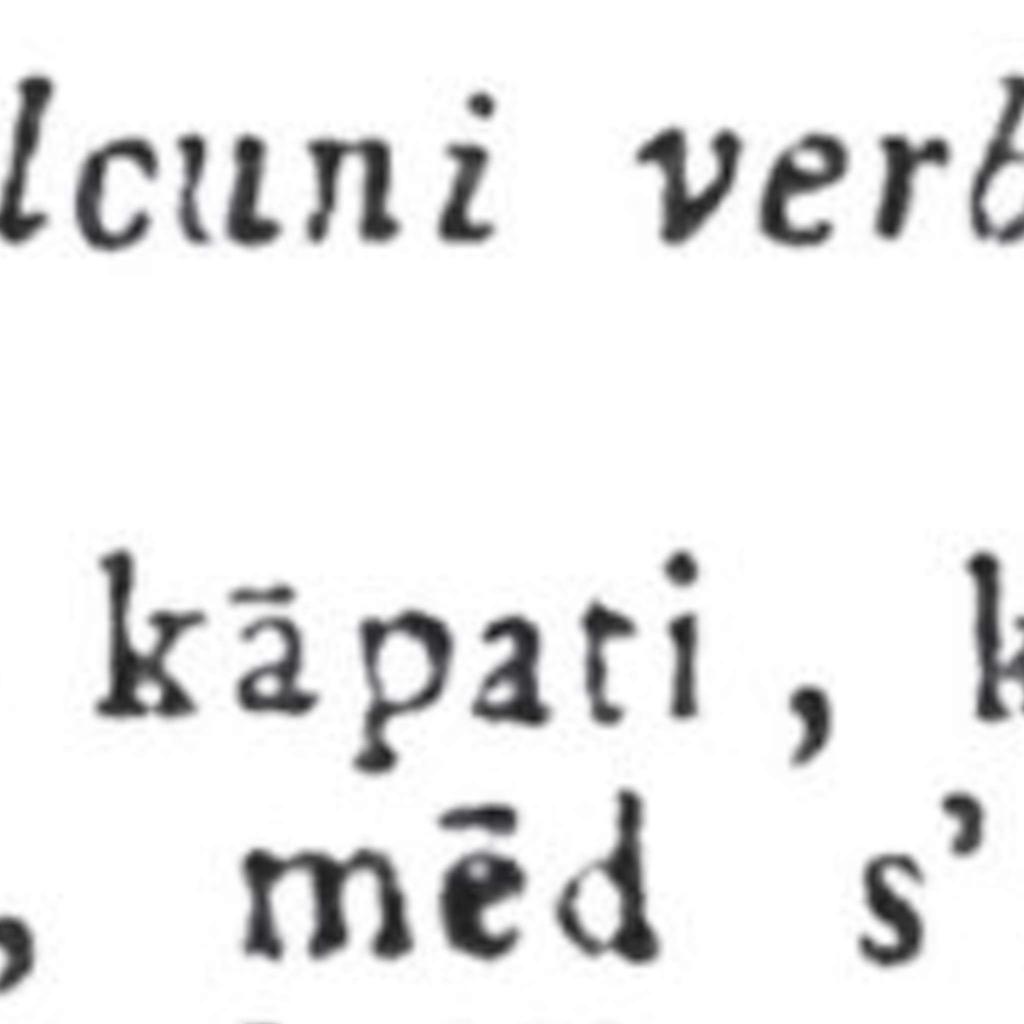 lcuni verb
kāpati, k
, mēd s'